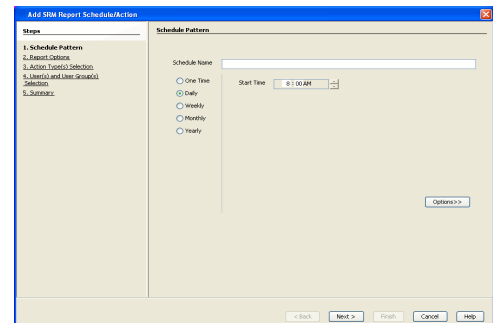 Add SRM Report Schedule/Action
Steps
1. Schedule Pattern
2. Report Options
3. Action Type(s) Selection
4. User(s) and User Group(s)
Selection
5. Summary
Schedule Pattern
Schedule Name
One Time
Daily
Weekly
Monthly
Yearly
Start Time 8 : 00 AM
Options>>
< Back Next > Finish Cancel Help